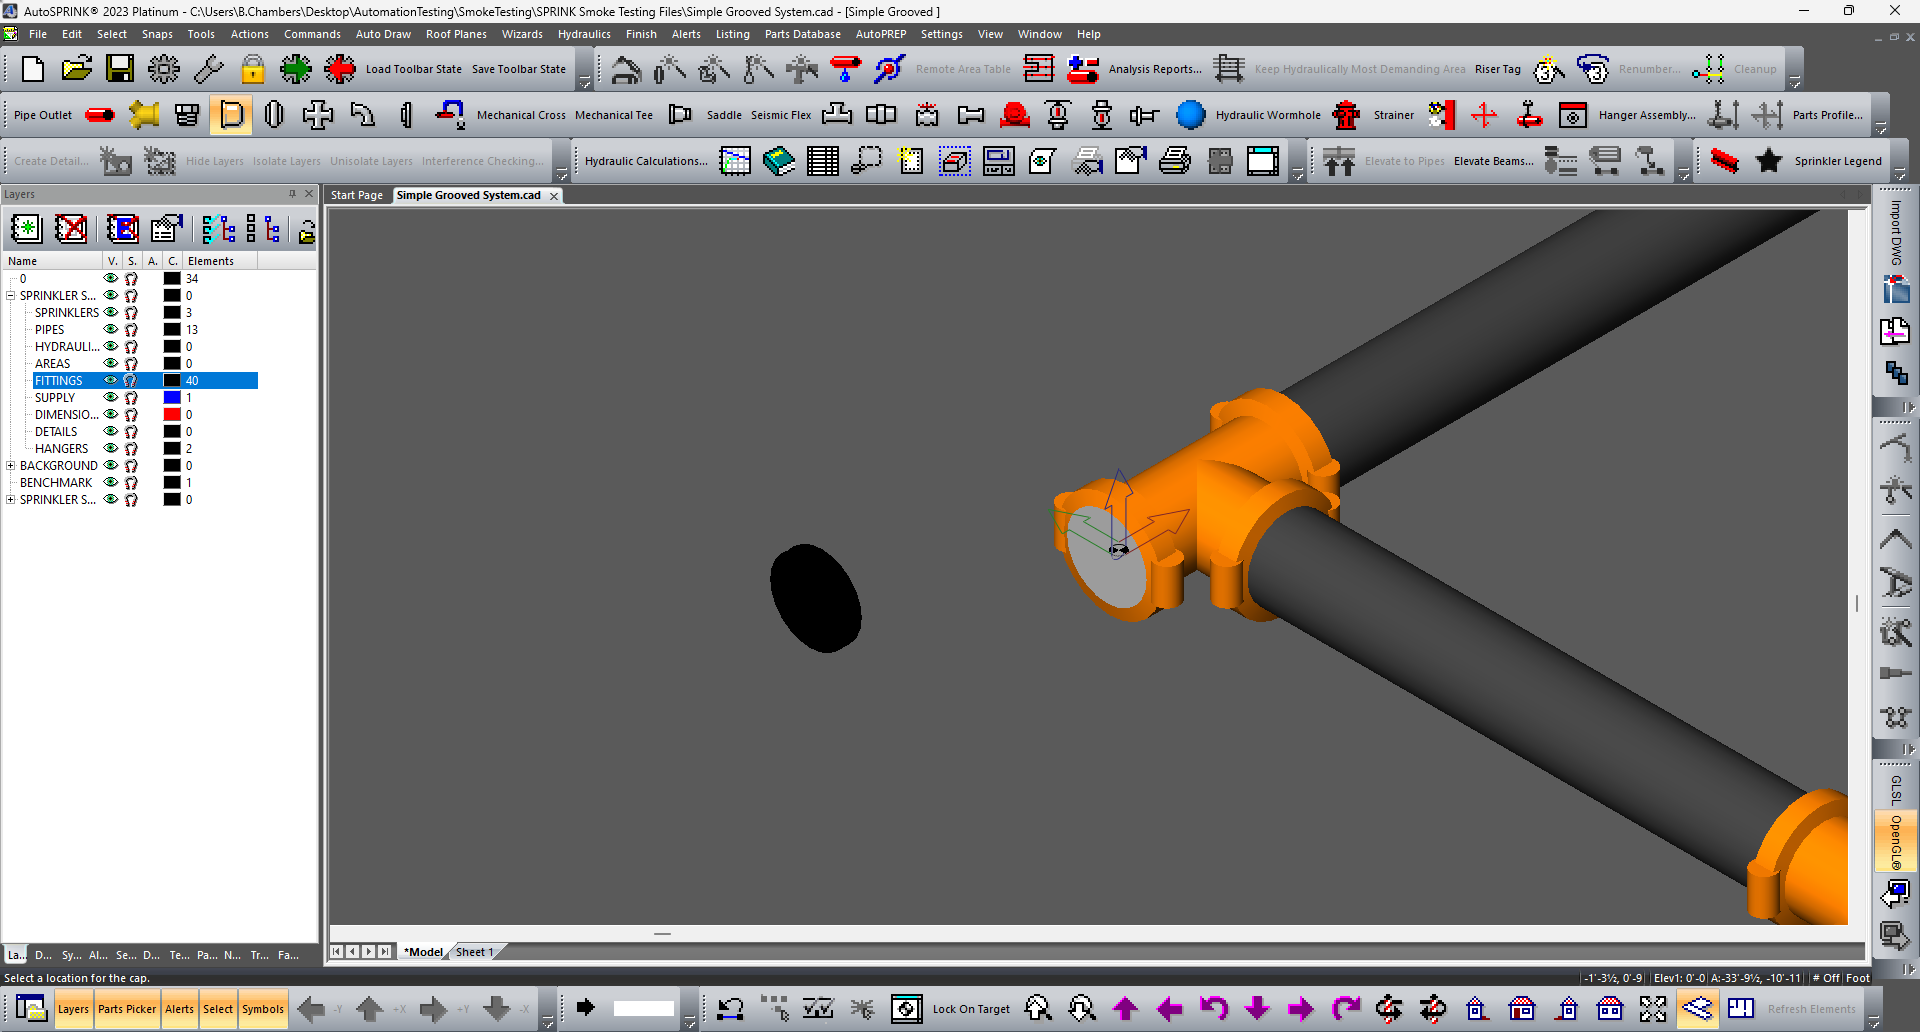 AutoSPRINK® 2023 Platinum - C:\Users\B.Chambers\Desktop\AutomationTesting\SmokeTesting\SPRINK Smoke Testing Files\Simple Grooved System.cad - [Simple Grooved ]
File Edit Select Snaps Tools Actions Commands Auto Draw Roof Planes Wizards Hydraulics Finish Alerts Listing Parts Database AutoPREP Settings View Window Help
Load Toolbar State Save Toolbar State Remote Area Table Analysis Reports... Keep Hydraulically Most Demanding Area Riser Tag Renumber... Cleanup
Pipe Outlet Mechanical Cross Mechanical Tee Saddle Seismic Flex Hydraulic Wormhole Strainer Hanger Assembly... Parts Profile...
Create Detail... Hide Layers Isolate Layers Unisolate Layers Interference Checking... Hydraulic Calculations... Elevate to Pipes Elevate Beams... Sprinkler Legend
Layers
Start Page Simple Grooved System.cad
Name V. S. A. C. Elements
0 34
SPRINKLER S... 0
SPRINKLERS 3
PIPES 13
HYDRAULI... 0
AREAS 0
FITTINGS 40
SUPPLY 1
DIMENSIO... 0
DETAILS 0
HANGERS 2
BACKGROUND 0
BENCHMARK 1
SPRINKLER S... 0
Import DWG
GLSL
OpenGL®
La... D... Sy... Al... Se... D... Te... Pa... N... Tr... Fa...
*Model Sheet 1
Select a location for the cap.
-1'-3½, 0'-9 Elev1: 0'-0 A:-33'-9½, -10'-11 # Off Foot
Layers Parts Picker Alerts Select Symbols -Y +X +Y -X Lock On Target Refresh Elements